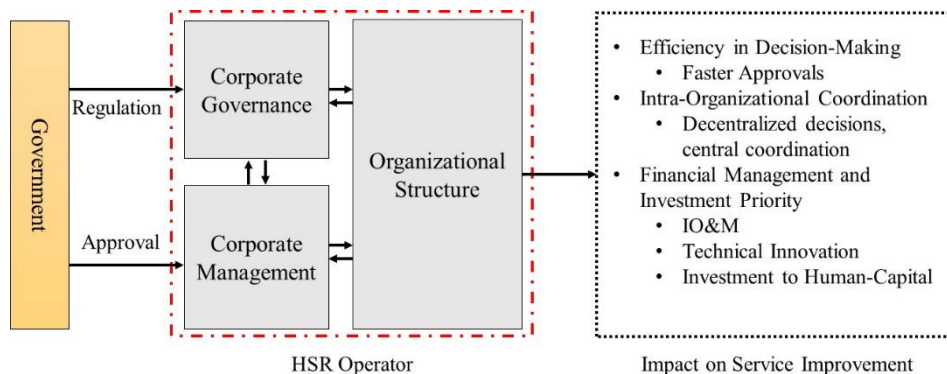 Government
Regulation
Approval
Corporate
Governance
Corporate
Management
Organizational
Structure
HSR Operator
• Efficiency in Decision-Making
• Faster Approvals
• Intra-Organizational Coordination
• Decentralized decisions,
central coordination
• Financial Management and
Investment Priority
• IO&M
• Technical Innovation
• Investment to Human-Capital
Impact on Service Improvement